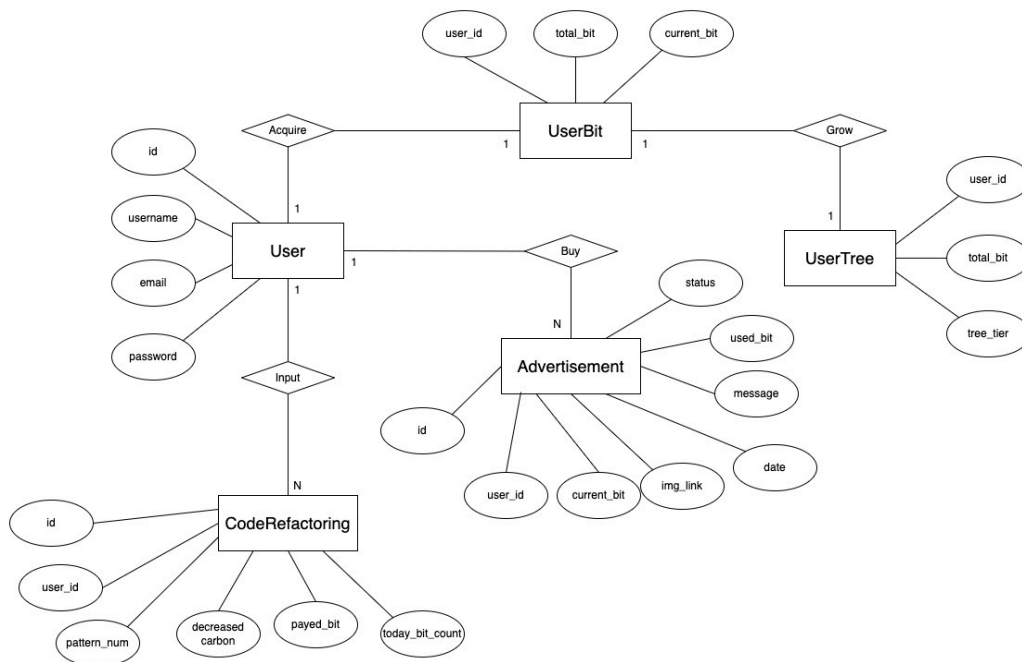 user_id
total_bit
current_bit
Acquire
1
UserBit
1
Grow
id
username
email
password
1
User
1
1
Buy
1
UserTree
user_id
total_bit
tree_tier
N
Advertisement
status
used_bit
message
date
id
user_id
current_bit
img_link
Input
N
CodeRefactoring
id
user_id
pattern_num
decreased
carbon
payed_bit
today_bit_count